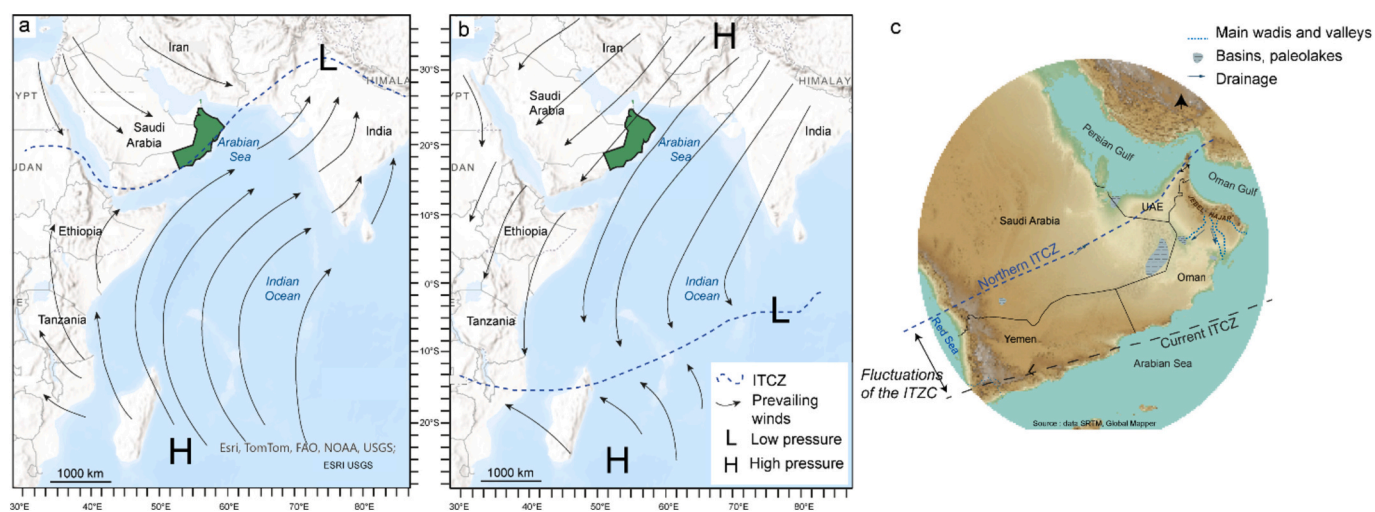 a
Iran
L
HIMALA
YPT
Saudi
Arabia
Arabian
Sea
India
DAN
Ethiopia
Indian
Ocean
Tanzania
H
Esri, TomTom, FAO, NOAA, USGS;
ESRI USGS
1000 km
30°E
40°E
50°E
60°E
70°E
80°E
30°S
20°S
10°S
0°S
10°S
20°S
b
H
Iran
HIMALAY
YPT
Saudi
Arabia
Arabian
Sea
India
DAN
Ethiopia
Indian
Ocean
L
Tanzania
H
ITCZ
Prevailing
winds
L Low pressure
H High pressure
1000 km
30°E
40°E
50°E
60°E
70°E
80°E
c
Main wadis and valleys
Basins, paleolakes
Drainage
Persian Gulf
Oman Gulf
UAE
Saudi Arabia
Northern ITCZ
Oman
Red Sea
Yemen
Current ITCZ
Arabian Sea
Fluctuations
of the ITZC
Source : data SRTM, Global Mapper